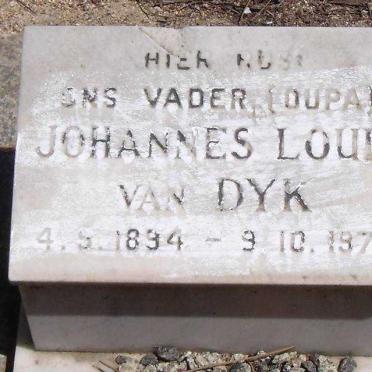 HIER RUS
ONS VADER (OUPA)
JOHANNES LOU
VAN DYK
4.5.1894 - 9.10.197